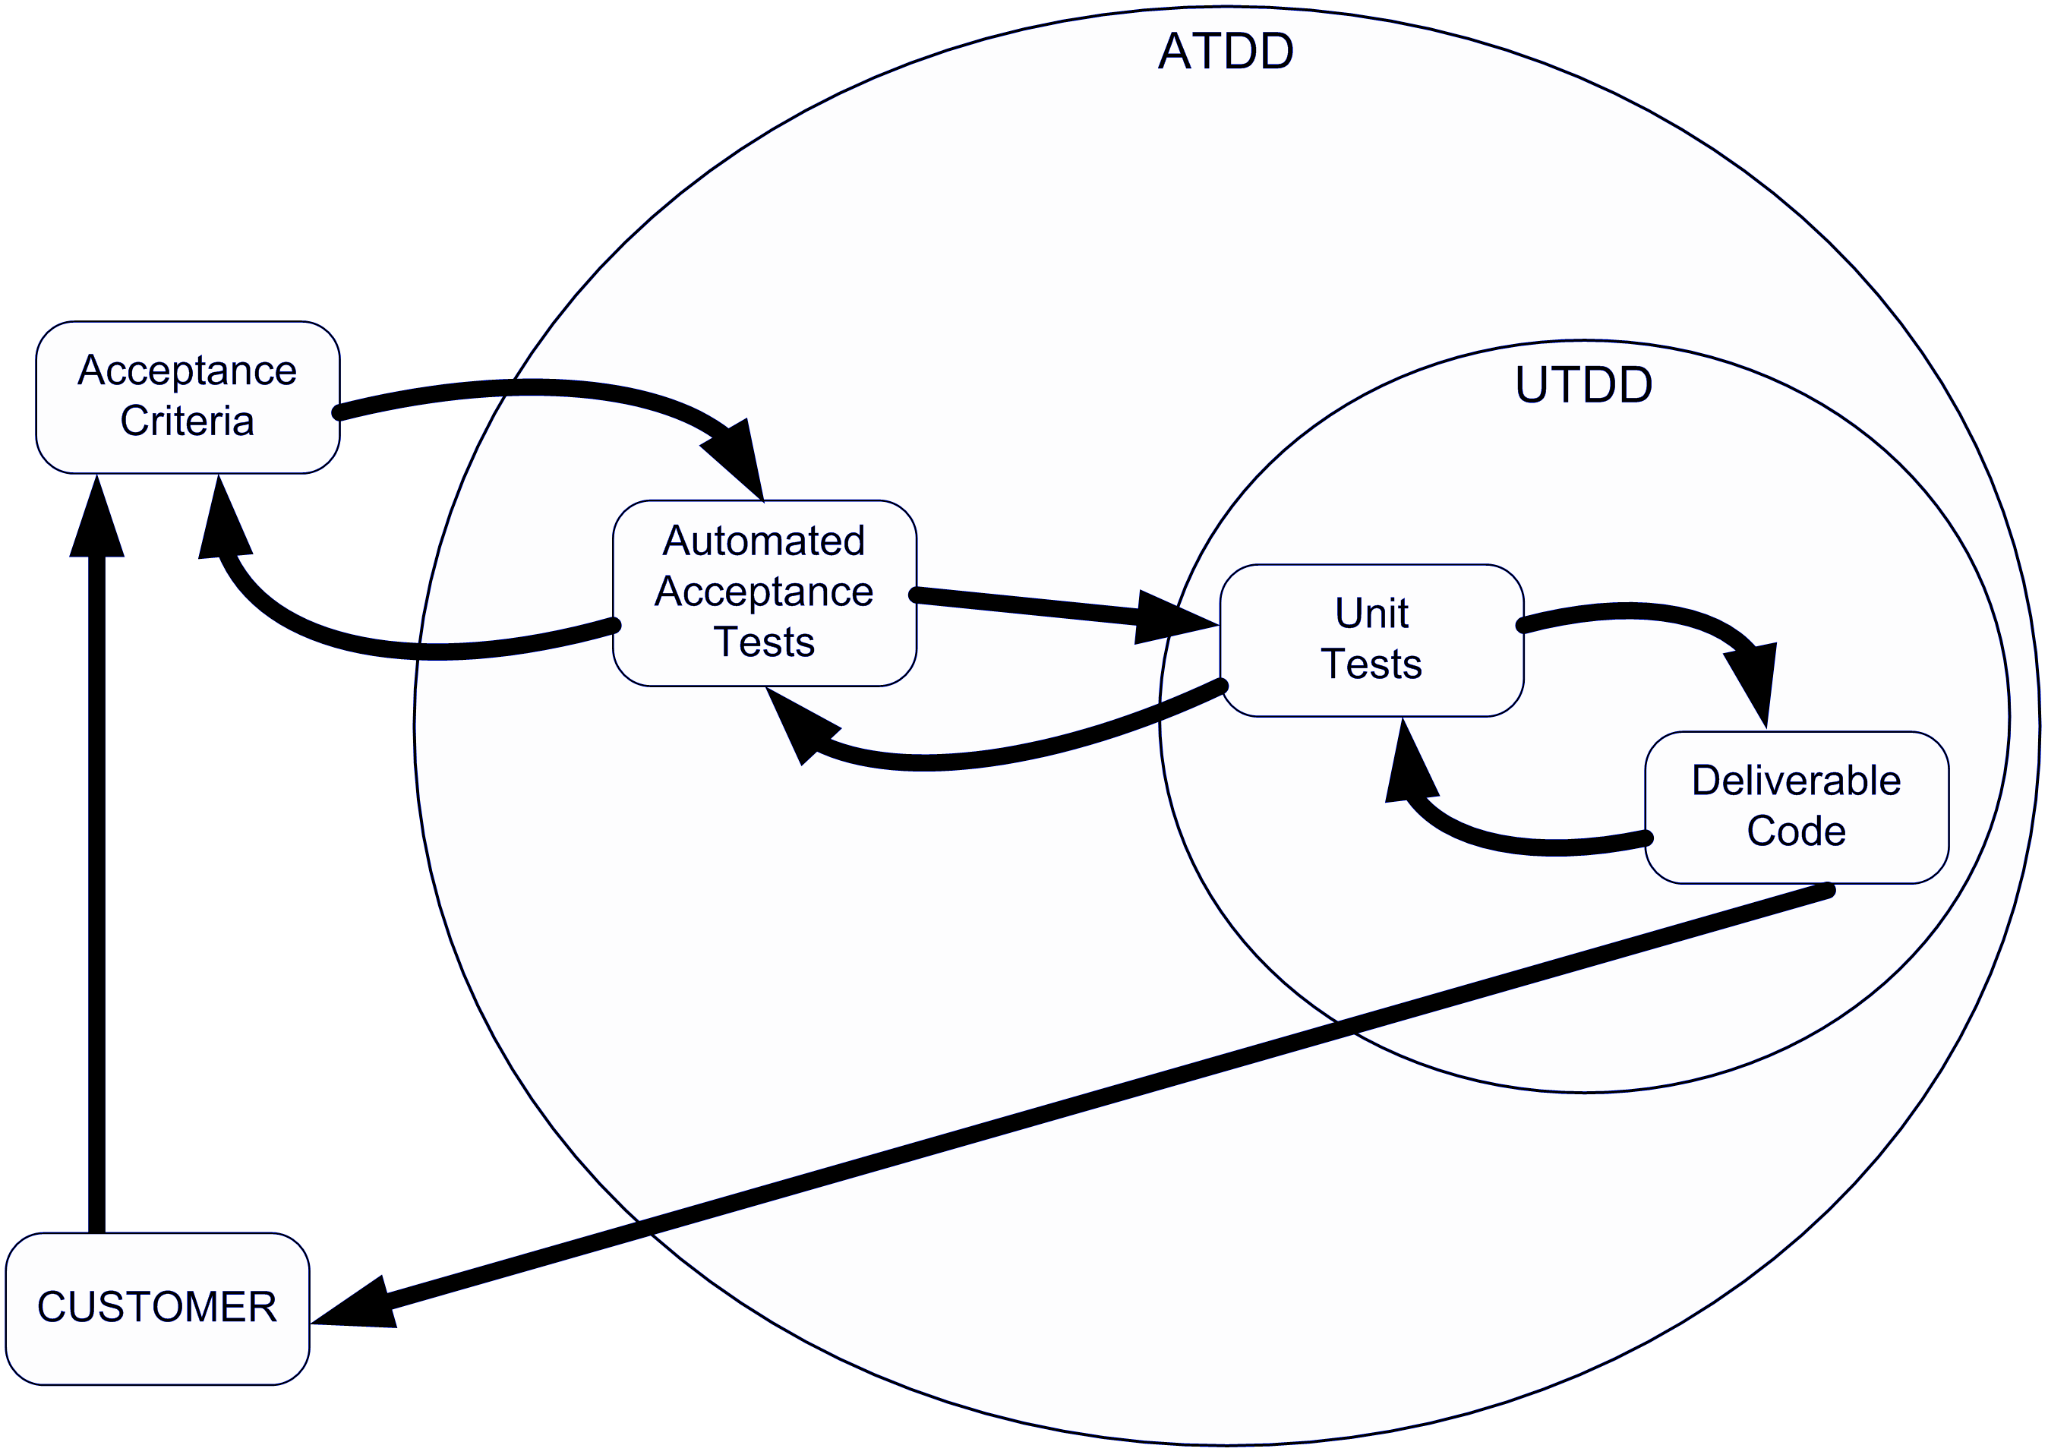 ATDD
UTDD
Acceptance
Criteria
Automated
Acceptance
Tests
Unit
Tests
Deliverable
Code
CUSTOMER